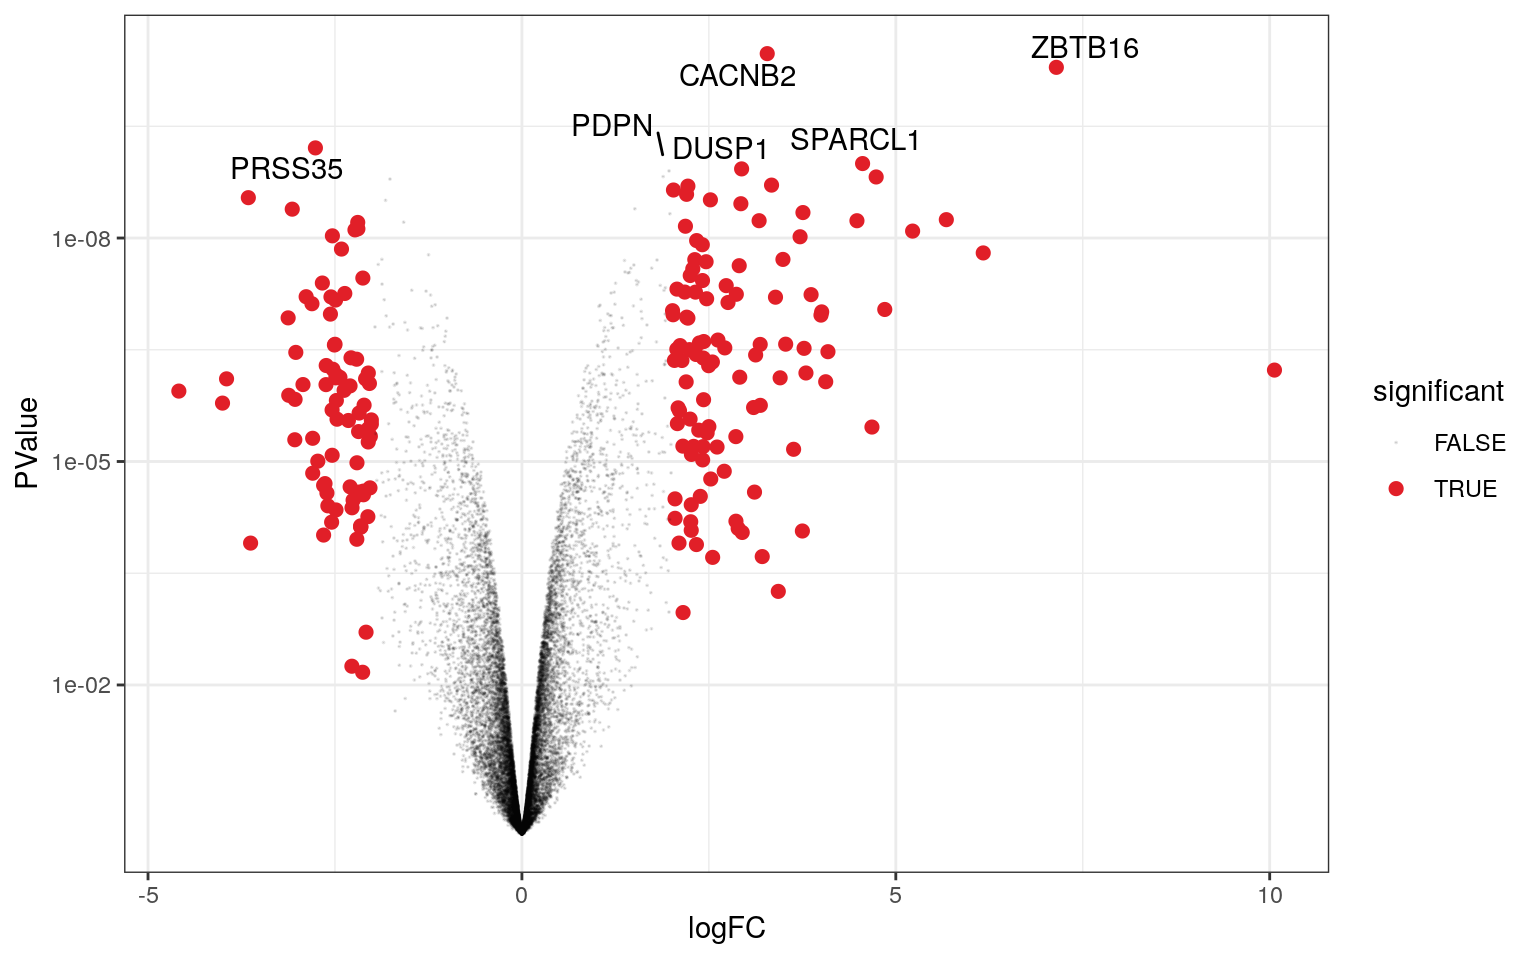 ZBTB16
CACNB2
PDPN
DUSP1
SPARCL1
PRSS35
PValue
1e-08
1e-05
1e-02
-5
0
5
10
logFC
significant
FALSE
TRUE